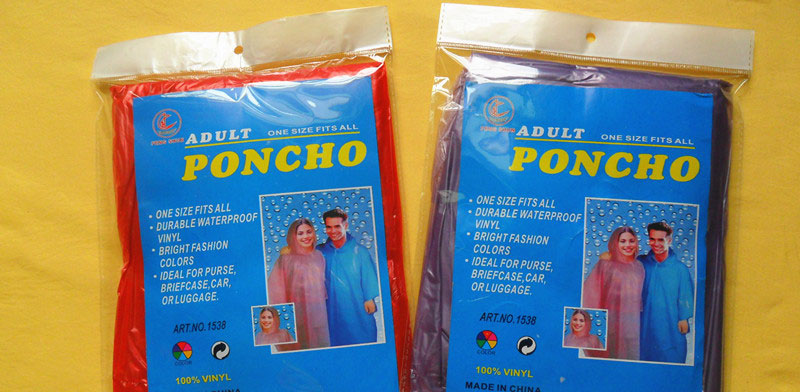 ADULT ONE SIZE FITS ALL
PONCHO
• ONE SIZE FITS ALL
• DURABLE WATERPROOF
VINYL
• BRIGHT FASHION
COLORS
• IDEAL FOR PURSE,
BRIEFCASE,CAR,
OR LUGGAGE.
ART.NO.1538
100% VINYL
ADULT ONE SIZE FITS ALL
PONCHO
• ONE SIZE FITS ALL
• DURABLE WATERPROOF
VINYL
• BRIGHT FASHION
COLORS
• IDEAL FOR PURSE,
BRIEFCASE,CAR,
OR LUGGAGE.
ART.NO.1538
100% VINYL
MADE IN CHINA